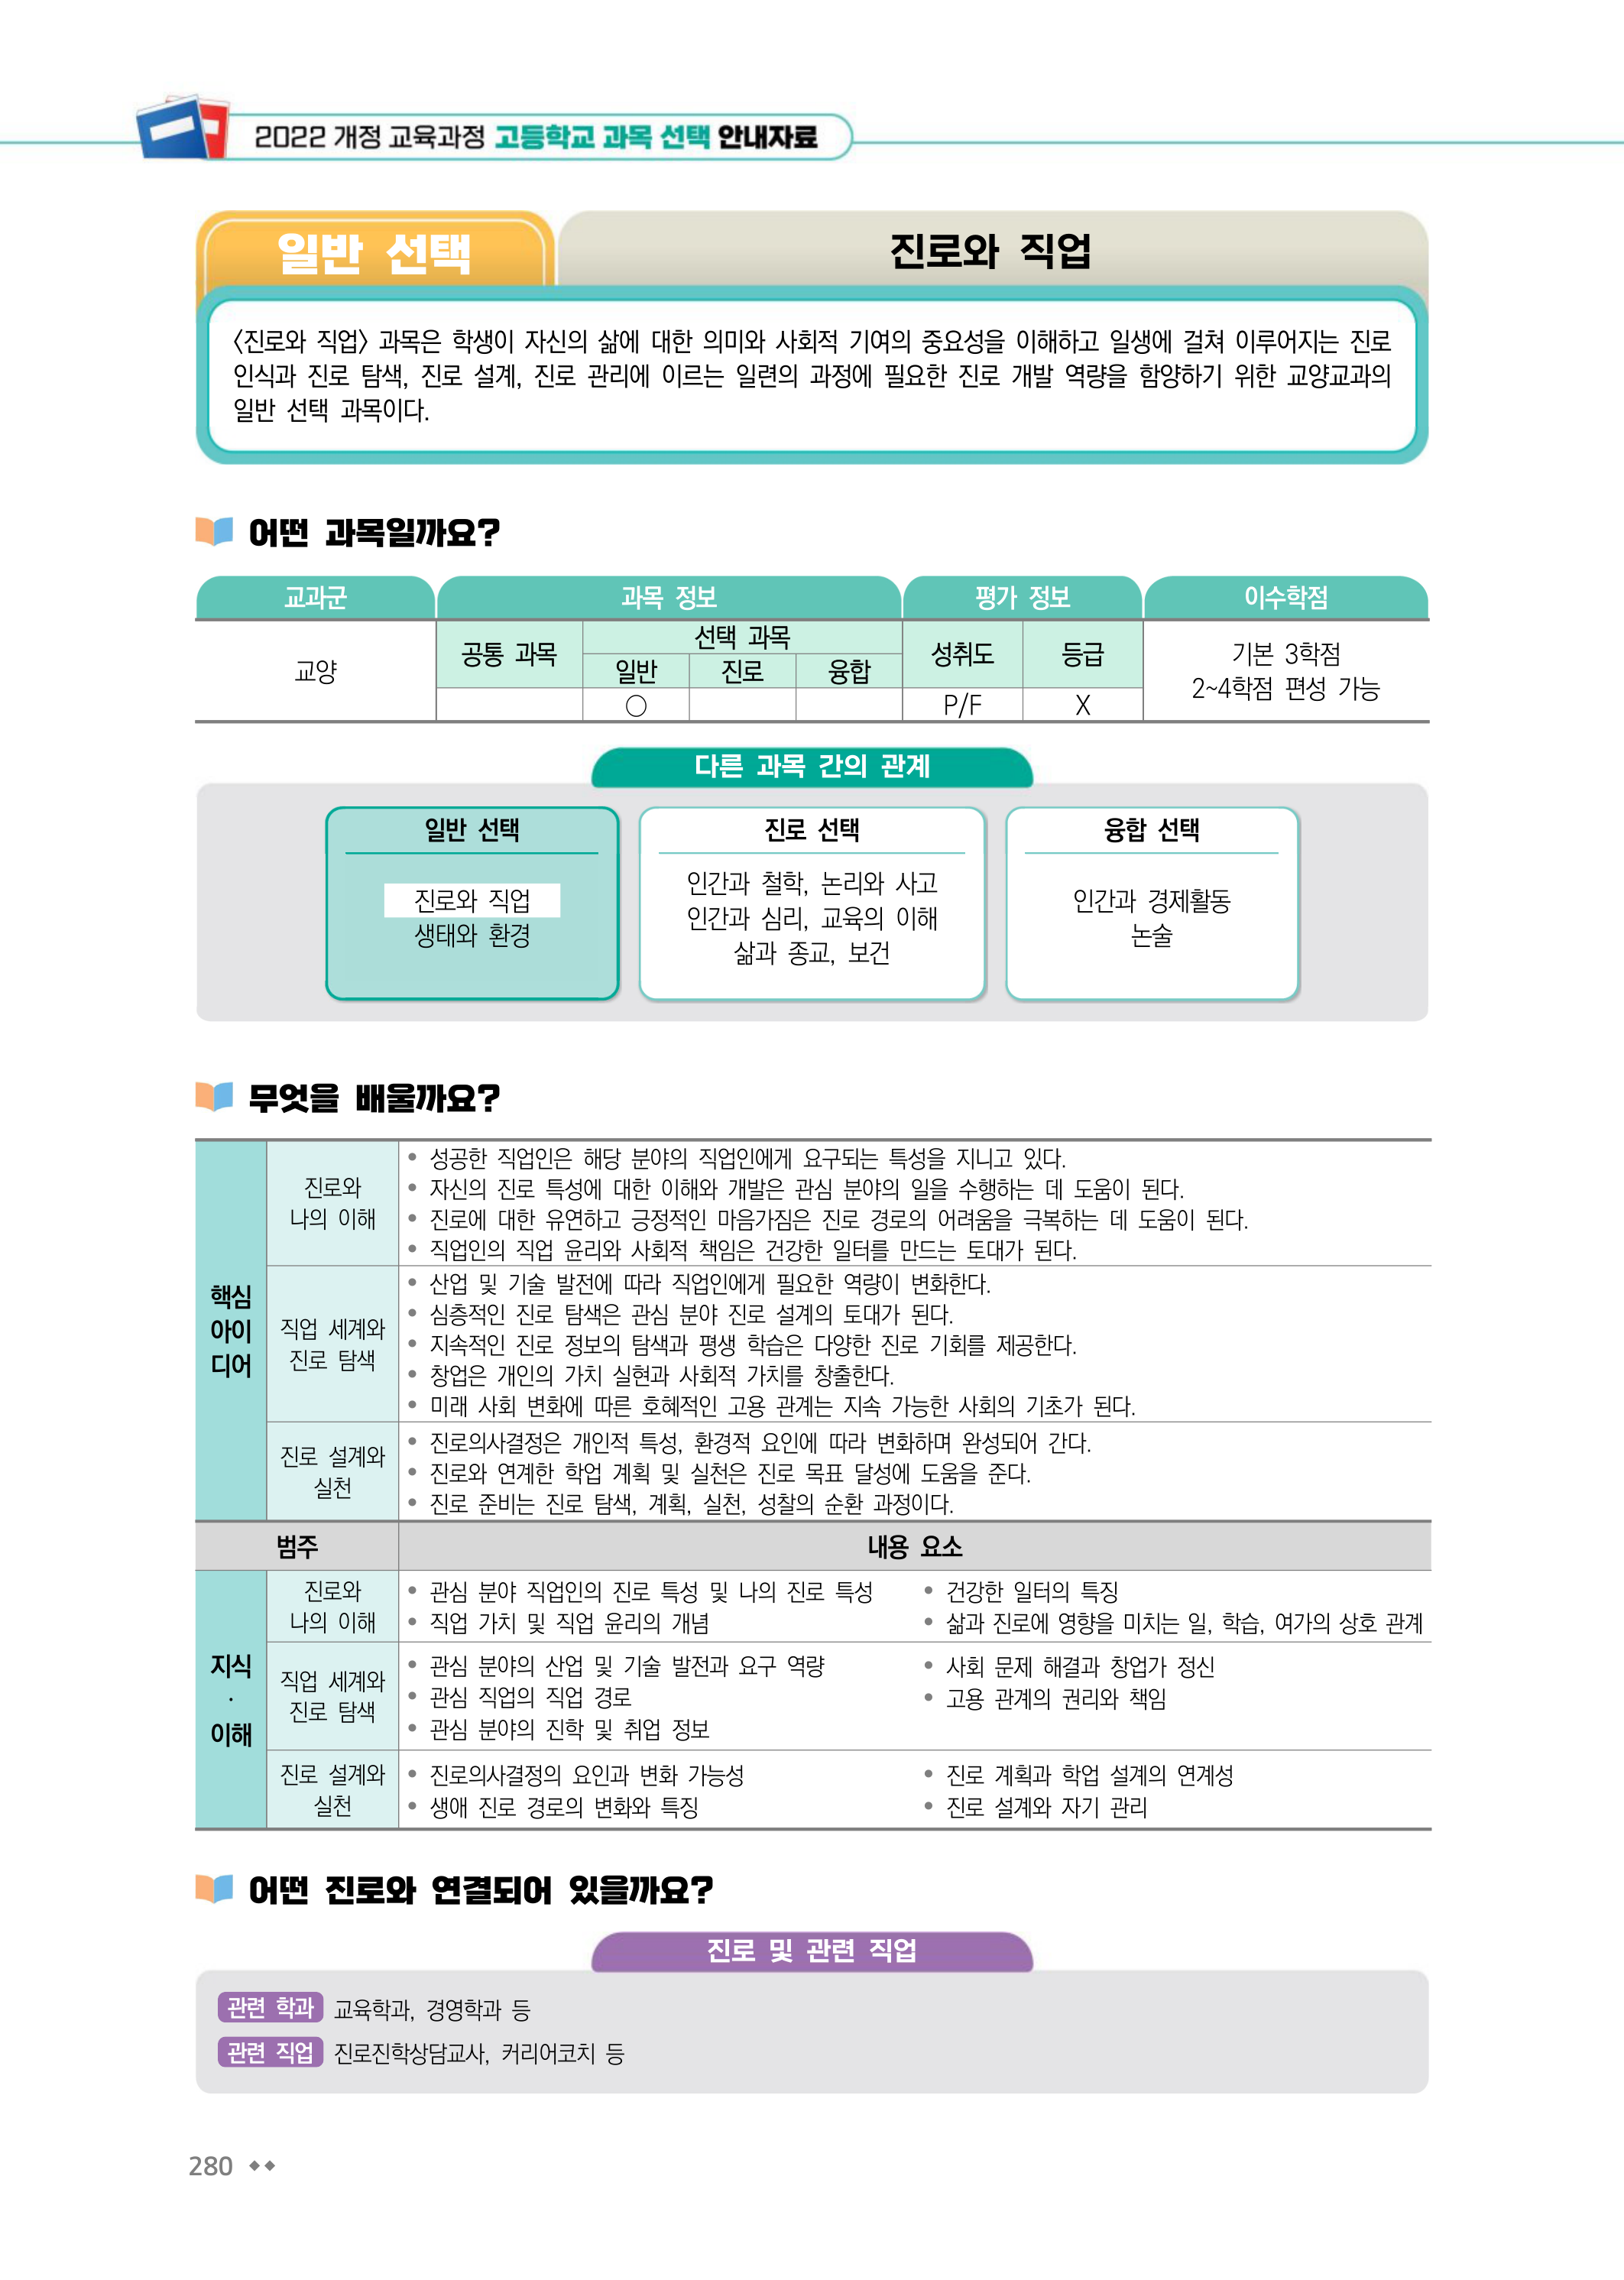 2022 개정 교육과정 고등학교 과목 선택 안내자료
일반 선택
진로와 직업
〈진로와 직업〉 과목은 학생이 자신의 삶에 대한 의미와 사회적 기여의 중요성을 이해하고 일생에 걸쳐 이루어지는 진로
인식과 진로 탐색, 진로 설계, 진로 관리에 이르는 일련의 과정에 필요한 진로 개발 역량을 함양하기 위한 교양교과의
일반 선택 과목이다.
어떤 과목일까요?
교과군 과목 정보 평가 정보 이수학점
교양
공통 과목
선택 과목
일반 진로 융합
성취도 등급
○ P/F X
기본 3학점
2~4학점 편성 가능
다른 과목 간의 관계
일반 선택
진로와 직업
생태와 환경
진로 선택
인간과 철학, 논리와 사고
인간과 심리, 교육의 이해
삶과 종교, 보건
융합 선택
인간과 경제활동
논술
무엇을 배울까요?
핵심
아이
디어
진로와
나의 이해
• 성공한 직업인은 해당 분야의 직업인에게 요구되는 특성을 지니고 있다.
• 자신의 진로 특성에 대한 이해와 개발은 관심 분야의 일을 수행하는 데 도움이 된다.
• 진로에 대한 유연하고 긍정적인 마음가짐은 진로 경로의 어려움을 극복하는 데 도움이 된다.
• 직업인의 직업 윤리와 사회적 책임은 건강한 일터를 만드는 토대가 된다.
직업 세계와
진로 탐색
• 산업 및 기술 발전에 따라 직업인에게 필요한 역량이 변화한다.
• 심층적인 진로 탐색은 관심 분야 진로 설계의 토대가 된다.
• 지속적인 진로 정보의 탐색과 평생 학습은 다양한 진로 기회를 제공한다.
• 창업은 개인의 가치 실현과 사회적 가치를 창출한다.
• 미래 사회 변화에 따른 호혜적인 고용 관계는 지속 가능한 사회의 기초가 된다.
진로 설계와
실천
• 진로의사결정은 개인적 특성, 환경적 요인에 따라 변화하며 완성되어 간다.
• 진로와 연계한 학업 계획 및 실천은 진로 목표 달성에 도움을 준다.
• 진로 준비는 진로 탐색, 계획, 실천, 성찰의 순환 과정이다.
범주 내용 요소
지식
·
이해
진로와
나의 이해
• 관심 분야 직업인의 진로 특성 및 나의 진로 특성
• 직업 가치 및 직업 윤리의 개념
• 건강한 일터의 특징
• 삶과 진로에 영향을 미치는 일, 학습, 여가의 상호 관계
직업 세계와
진로 탐색
• 관심 분야의 산업 및 기술 발전과 요구 역량
• 관심 직업의 직업 경로
• 관심 분야의 진학 및 취업 정보
• 사회 문제 해결과 창업가 정신
• 고용 관계의 권리와 책임
진로 설계와
실천
• 진로의사결정의 요인과 변화 가능성
• 생애 진로 경로의 변화와 특징
• 진로 계획과 학업 설계의 연계성
• 진로 설계와 자기 관리
어떤 진로와 연결되어 있을까요?
진로 및 관련 직업
관련 학과 교육학과, 경영학과 등
관련 직업 진로진학상담교사, 커리어코치 등
280 ◆◆